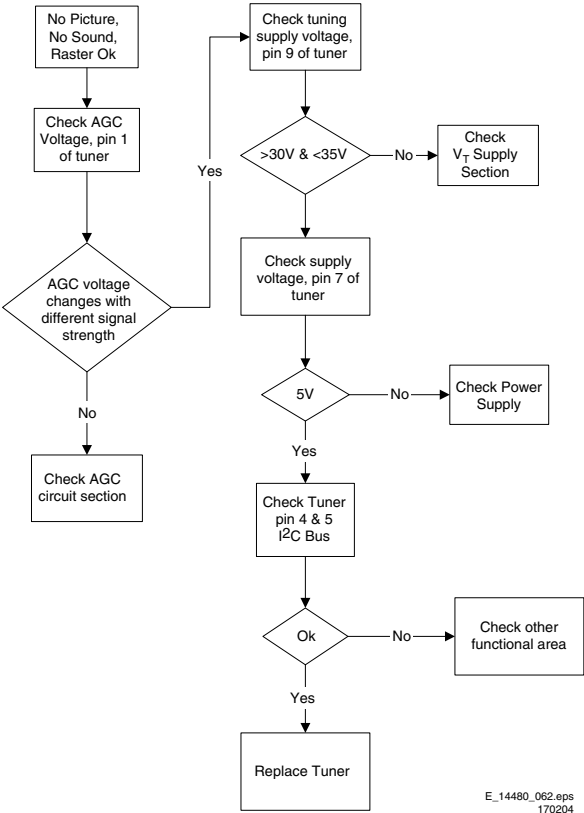 No Picture,
No Sound,
Raster Ok
Check AGC
Voltage, pin 1
of tuner
AGC voltage
changes with
different signal
strength
No
Check AGC
circuit section
Yes
Check tuning
supply voltage,
pin 9 of tuner
>30V & <35V
No
Check
V_T Supply
Section
Check supply
voltage, pin 7 of
tuner
5V
No
Check Power
Supply
Yes
Check Tuner
pin 4 & 5
I²C Bus
Ok
No
Check other
functional area
Yes
Replace Tuner
E_14480_062.eps
170204